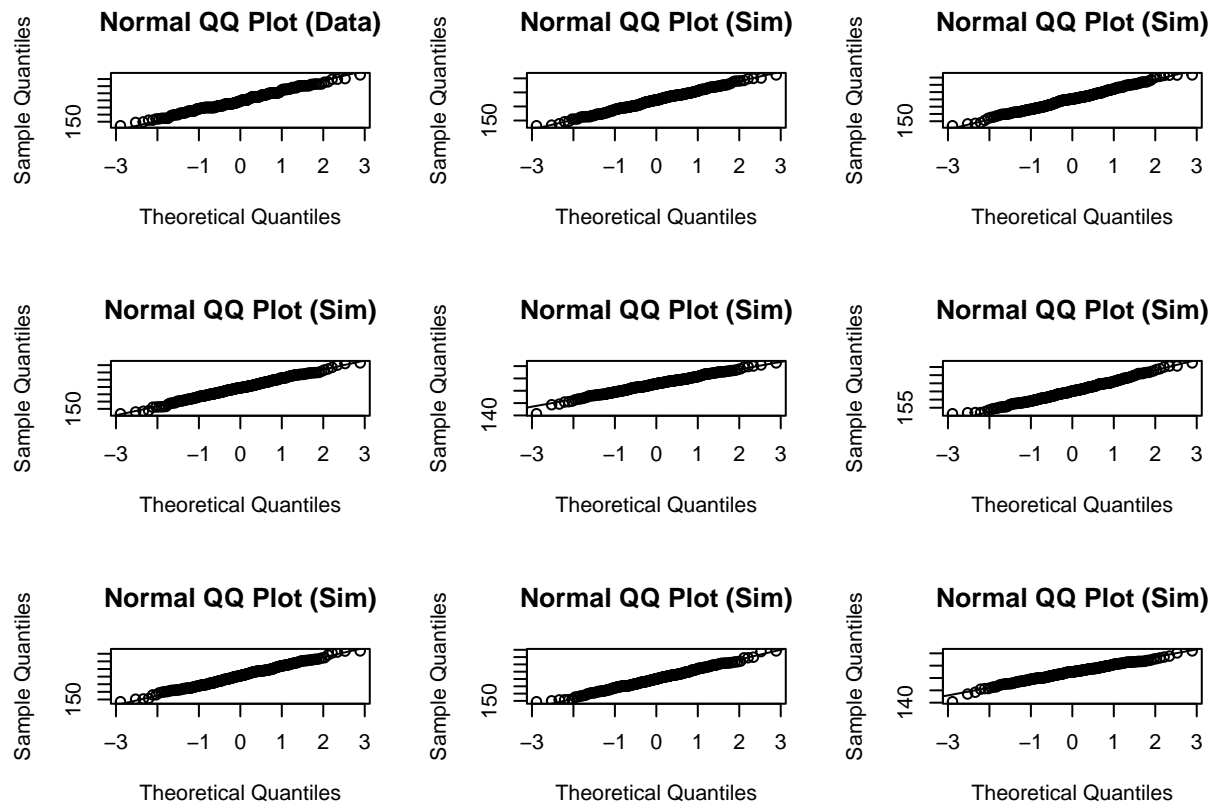 Normal QQ Plot (Data)
Sample Quantiles
150
−3 −1 0 1 2 3
Theoretical Quantiles
Normal QQ Plot (Sim)
Sample Quantiles
150
−3 −1 0 1 2 3
Theoretical Quantiles
Normal QQ Plot (Sim)
Sample Quantiles
150
−3 −1 0 1 2 3
Theoretical Quantiles
Normal QQ Plot (Sim)
Sample Quantiles
150
−3 −1 0 1 2 3
Theoretical Quantiles
Normal QQ Plot (Sim)
Sample Quantiles
140
−3 −1 0 1 2 3
Theoretical Quantiles
Normal QQ Plot (Sim)
Sample Quantiles
155
−3 −1 0 1 2 3
Theoretical Quantiles
Normal QQ Plot (Sim)
Sample Quantiles
150
−3 −1 0 1 2 3
Theoretical Quantiles
Normal QQ Plot (Sim)
Sample Quantiles
150
−3 −1 0 1 2 3
Theoretical Quantiles
Normal QQ Plot (Sim)
Sample Quantiles
140
−3 −1 0 1 2 3
Theoretical Quantiles